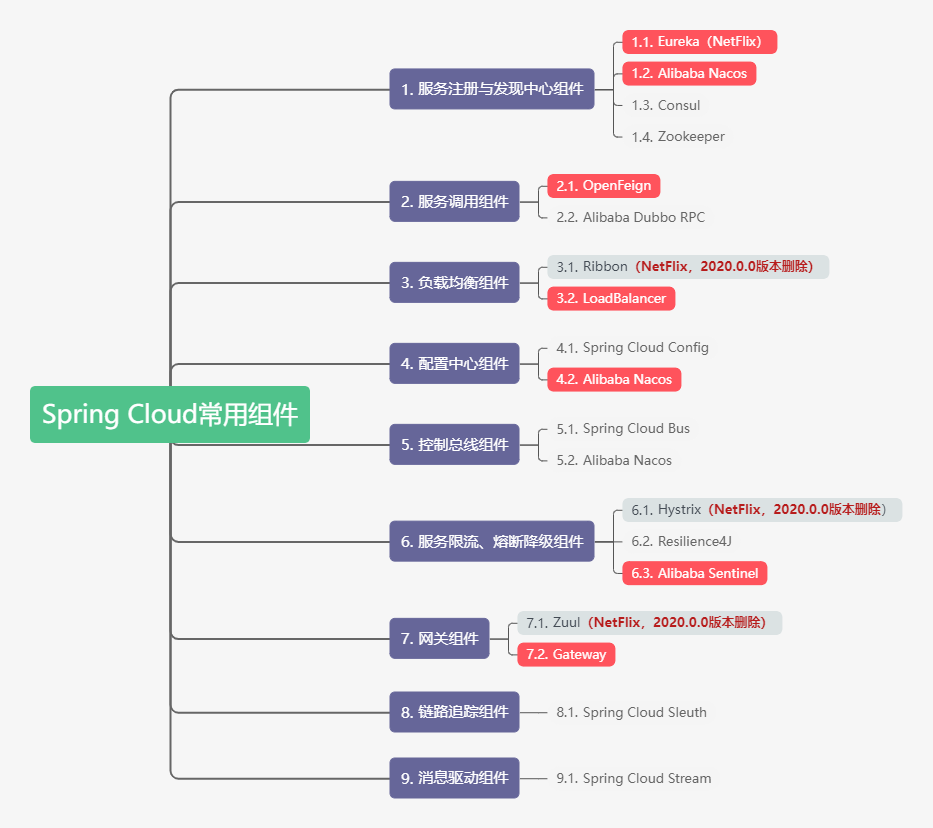 Spring Cloud常用组件
1. 服务注册与发现中心组件
1.1. Eureka（NetFlix）
1.2. Alibaba Nacos
1.3. Consul
1.4. Zookeeper
2. 服务调用组件
2.1. OpenFeign
2.2. Alibaba Dubbo RPC
3. 负载均衡组件
3.1. Ribbon（NetFlix，2020.0.0版本删除）
3.2. LoadBalancer
4. 配置中心组件
4.1. Spring Cloud Config
4.2. Alibaba Nacos
5. 控制总线组件
5.1. Spring Cloud Bus
5.2. Alibaba Nacos
6. 服务限流、熔断降级组件
6.1. Hystrix（NetFlix，2020.0.0版本删除）
6.2. Resilience4J
6.3. Alibaba Sentinel
7. 网关组件
7.1. Zuul（NetFlix，2020.0.0版本删除）
7.2. Gateway
8. 链路追踪组件
8.1. Spring Cloud Sleuth
9. 消息驱动组件
9.1. Spring Cloud Stream